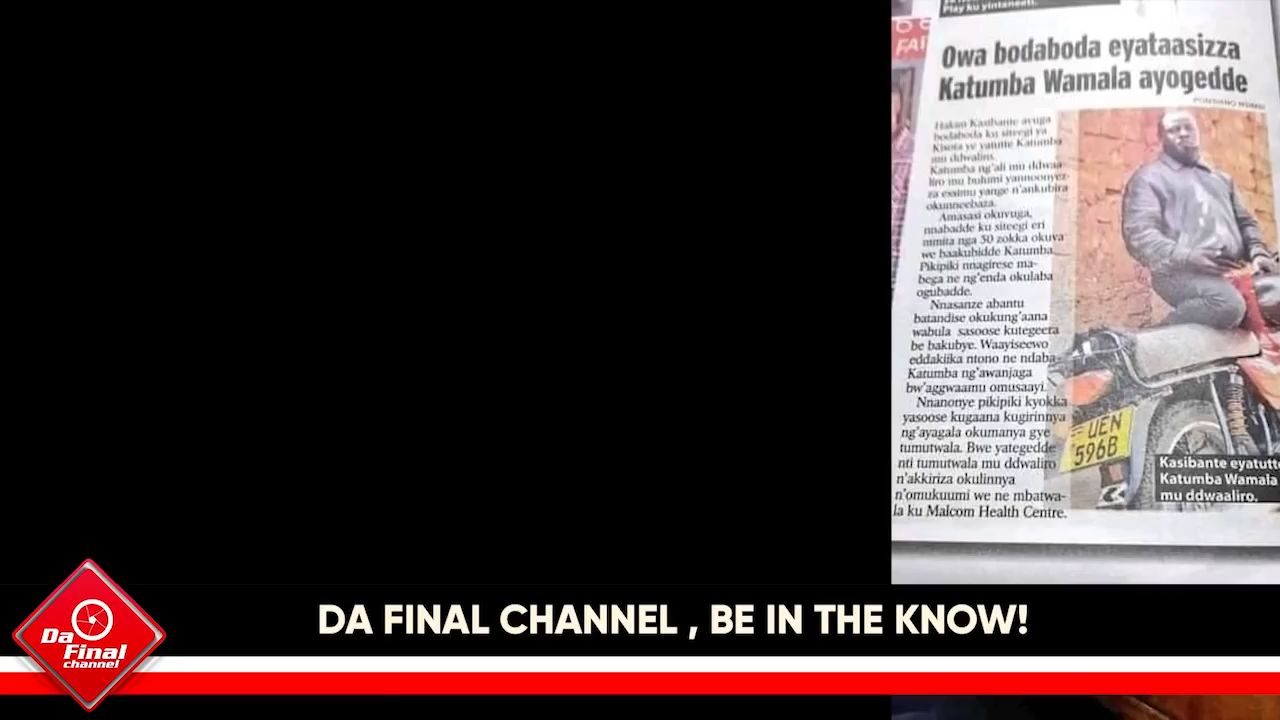 Play ku yintaneeti.
FAI
Owa bodaboda eyataasizza
Katumba Wamala ayogedde
Hakim Kasibante avuga
bodaboda ku siteegi ya
Kisota ye yatutte Katumba
mu ddwaliro.
Katumba ng'ali mu ddwaa-
liro mu bulumi yannoonyez-
za essimu yange n'ankubira
okunneebaza.
Amasasi okuvuga,
nnabadde ku siteegi eri
mmita nga 30 zokka okuva
we baakubidde Katumba.
Pikipiki nnagirese ma-
bega ne ng'enda okulaba
ogubadde.
Nnasanze abantu
batandise okukung'aana
wabula sasoose kutegeera
be bakubye. Waayiseewo
eddakiika ntono ne ndaba
Katumba ng'awanjaga
bw'aggwaamu omusaayi.
Nnanonye pikipiki kyokka
yasoose kugaana kugirinnya
ng'ayagala okumanya gye
tumutwala. Bwe yategedde
nti tumutwala mu ddwaliro
n'akkiriza okulinnya
n'omukuumi we ne mbatwa-
la ku Malcom Health Centre.
UEN
596B
Kasibante eyatutte
Katumba Wamala
mu ddwaaliro.
DA FINAL CHANNEL , BE IN THE KNOW!
Da
Final
channel